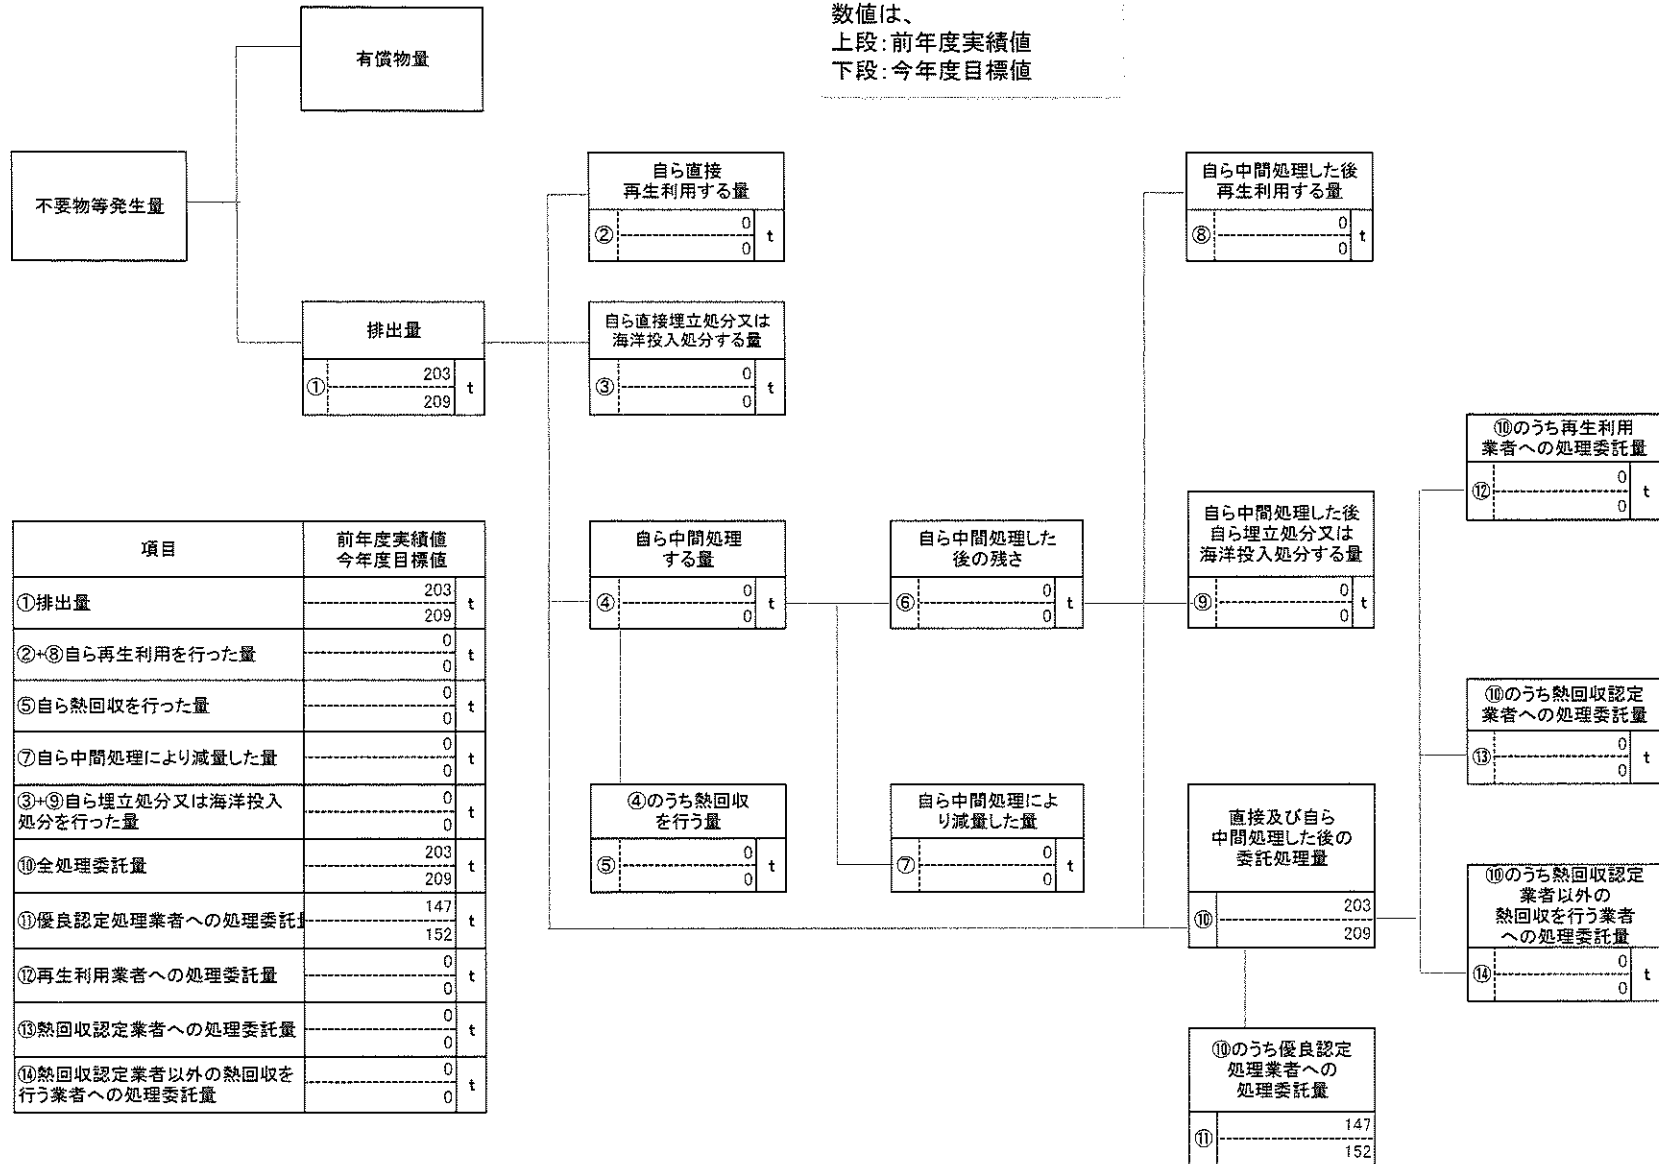 数値は、
上段:前年度実績値
下段:今年度目標値
有償物量
不要物等発生量
排出量
① 203 t
209
自ら直接
再生利用する量
② 0 t
0
自ら直接埋立処分又は
海洋投入処分する量
③ 0 t
0
自ら中間処理した後
再生利用する量
⑧ 0 t
0
⑩のうち再生利用
業者への処理委託量
⑫ 0 t
0
自ら中間処理
する量
④ 0 t
0
自ら中間処理した
後の残さ
⑥ 0 t
0
自ら中間処理した後
自ら埋立処分又は
海洋投入処分する量
⑨ 0 t
0
⑩のうち熱回収認定
業者への処理委託量
⑬ 0 t
0
④のうち熱回収
を行う量
⑤ 0 t
0
自ら中間処理によ
り減量した量
⑦ 0 t
0
直接及び自ら
中間処理した後の
委託処理量
⑩ 203
209
⑩のうち熱回収認定
業者以外の
熱回収を行う業者
への処理委託量
⑭ 0 t
0
⑩のうち優良認定
処理業者への
処理委託量
⑪ 147
152
項目 前年度実績値
今年度目標値
①排出量 203 t
209
②+⑧自ら再生利用を行った量 0 t
0
⑤自ら熱回収を行った量 0 t
0
⑦自ら中間処理により減量した量 0 t
0
③+⑨自ら埋立処分又は海洋投入
処分を行った量 0 t
0
⑩全処理委託量 203 t
209
⑪優良認定処理業者への処理委託 147 t
152
⑫再生利用業者への処理委託量 0 t
0
⑬熱回収認定業者への処理委託量 0 t
0
⑭熱回収認定業者以外の熱回収を
行う業者への処理委託量 0 t
0